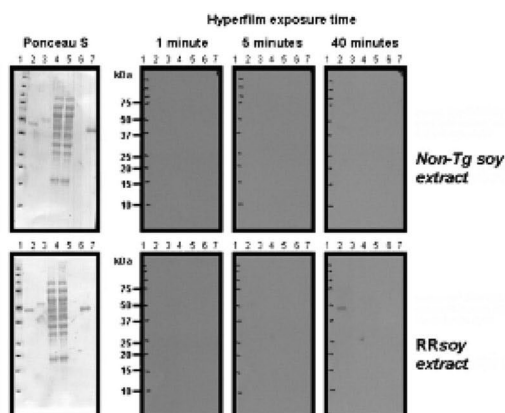 Hyperfilm exposure time
Ponceau S 1 minute 5 minutes 40 minutes
1 2 3 4 5 6 7 1 2 3 4 5 6 7 1 2 3 4 5 6 7 1 2 3 4 5 6 7
kDa
75
50
37
25
20
15
10
Non-Tg soy
extract
1 2 3 4 5 6 7 1 2 3 4 5 6 7 1 2 3 4 5 6 7 1 2 3 4 5 6 7
kDa
75
50
37
25
20
15
10
RRsoy
extract